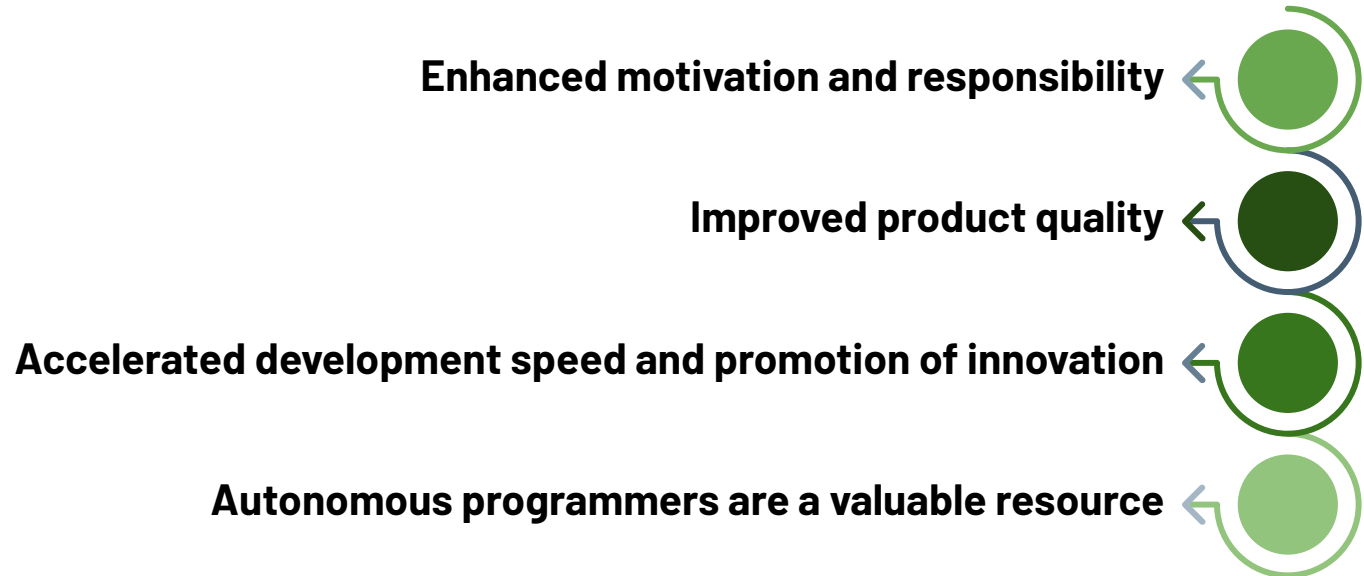 Enhanced motivation and responsibility
Improved product quality
Accelerated development speed and promotion of innovation
Autonomous programmers are a valuable resource